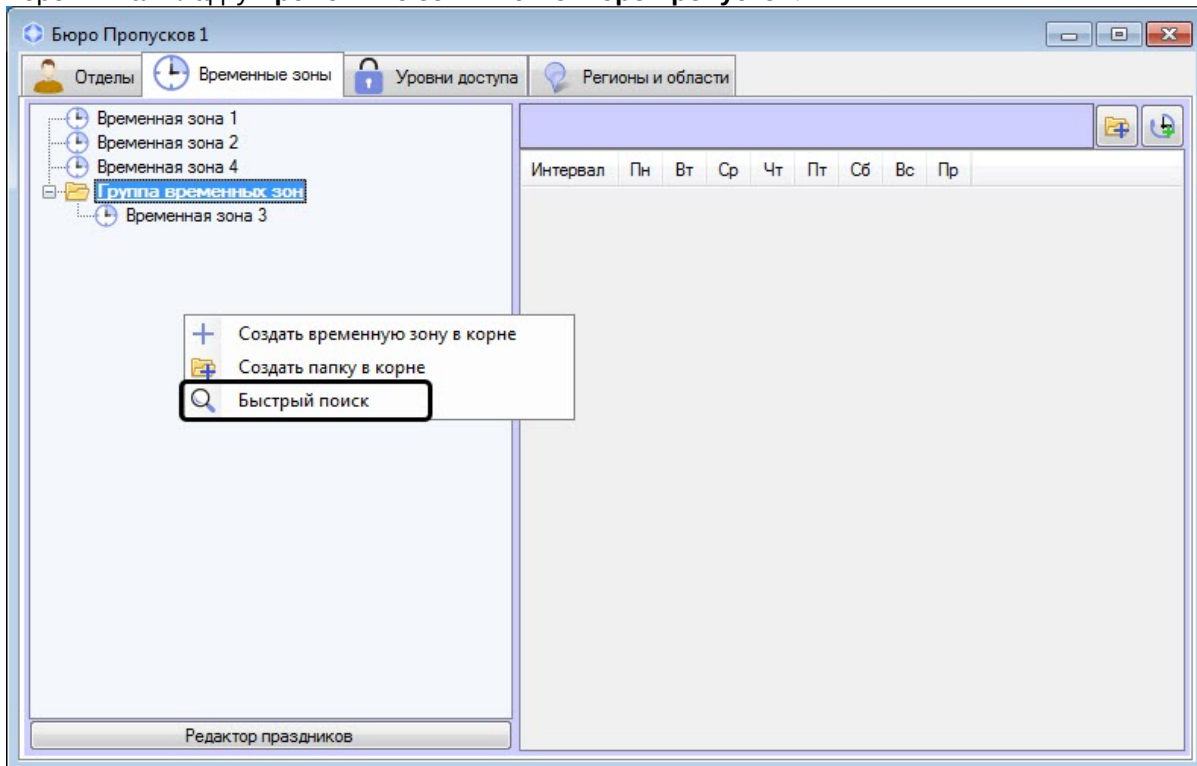 Бюро Пропусков 1
Отделы Временные зоны Уровни доступа Регионы и области
Временная зона 1
Временная зона 2
Временная зона 4
Группа временных зон
Временная зона 3
Интервал Пн Вт Ср Чт Пт Сб Вс Пр
Создать временную зону в корне
Создать папку в корне
Быстрый поиск
Редактор праздников